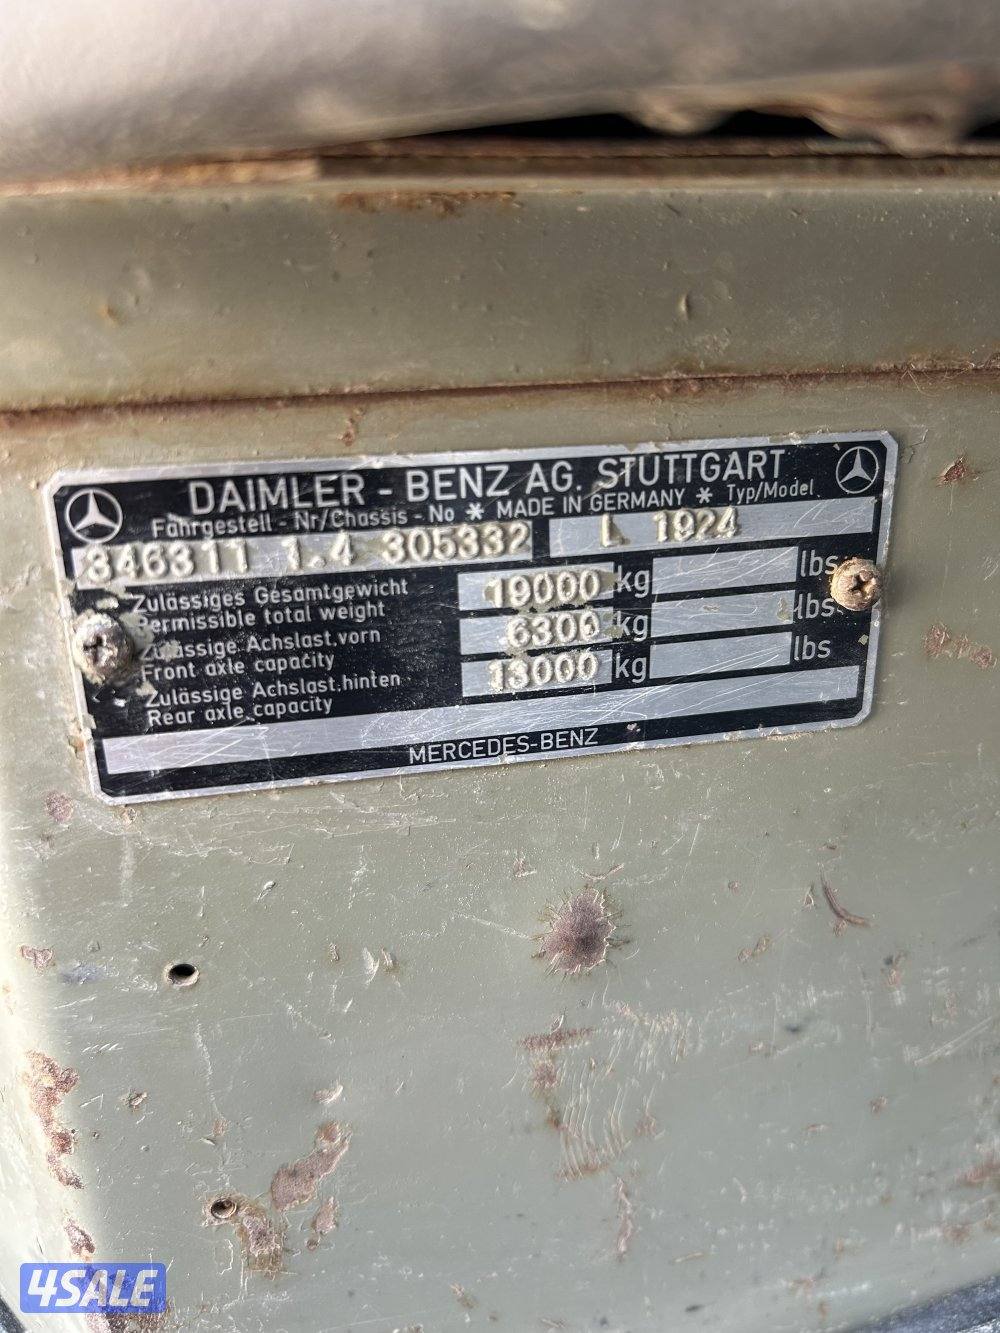 DAIMLER - BENZ AG. STUTTGART
Fahrgestell - Nr/Chassis - No * MADE IN GERMANY * Typ/Model
346311 1.4 305332 L 1924
Zulässiges Gesamtgewicht
Permissible total weight
19000 kg lbs
Zulässige Achslast.vorn
Front axle capacity
6300 kg lbs
Zulässige Achslast.hinten
Rear axle capacity
13000 kg lbs
MERCEDES-BENZ
4SALE